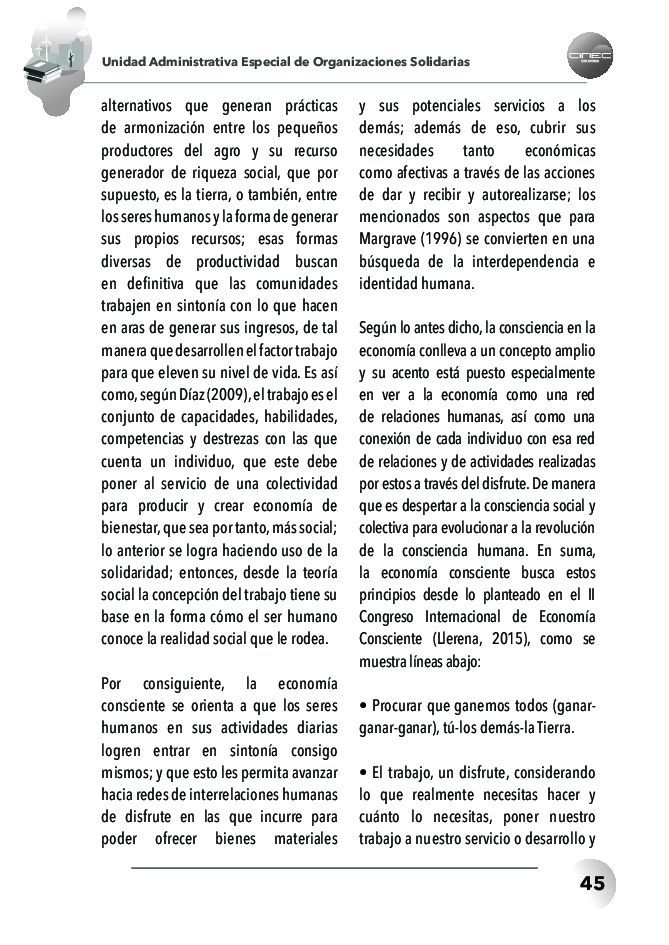 Unidad Administrativa Especial de Organizaciones Solidarias
CINEC
COLOMBIA
alternativos que generan prácticas
de armonización entre los pequeños
productores del agro y su recurso
generador de riqueza social, que por
supuesto, es la tierra, o también, entre
los seres humanos y la forma de generar
sus propios recursos; esas formas
diversas de productividad buscan
en definitiva que las comunidades
trabajen en sintonía con lo que hacen
en aras de generar sus ingresos, de tal
manera que desarrollen el factor trabajo
para que eleven su nivel de vida. Es así
como, según Díaz (2009), el trabajo es el
conjunto de capacidades, habilidades,
competencias y destrezas con las que
cuenta un individuo, que este debe
poner al servicio de una colectividad
para producir y crear economía de
bienestar, que sea por tanto, más social;
lo anterior se logra haciendo uso de la
solidaridad; entonces, desde la teoría
social la concepción del trabajo tiene su
base en la forma cómo el ser humano
conoce la realidad social que le rodea.
Por consiguiente, la economía
consciente se orienta a que los seres
humanos en sus actividades diarias
logren entrar en sintonía consigo
mismos; y que esto les permita avanzar
hacia redes de interrelaciones humanas
de disfrute en las que incurre para
poder ofrecer bienes materiales
y sus potenciales servicios a los
demás; además de eso, cubrir sus
necesidades tanto económicas
como afectivas a través de las acciones
de dar y recibir y autorealizarse; los
mencionados son aspectos que para
Margrave (1996) se convierten en una
búsqueda de la interdependencia e
identidad humana.
Según lo antes dicho, la consciencia en la
economía conlleva a un concepto amplio
y su acento está puesto especialmente
en ver a la economía como una red
de relaciones humanas, así como una
conexión de cada individuo con esa red
de relaciones y de actividades realizadas
por estos a través del disfrute. De manera
que es despertar a la consciencia social y
colectiva para evolucionar a la revolución
de la consciencia humana. En suma,
la economía consciente busca estos
principios desde lo planteado en el II
Congreso Internacional de Economía
Consciente (Llerena, 2015), como se
muestra líneas abajo:
• Procurar que ganemos todos (ganar-
ganar-ganar), tú-los demás-la Tierra.
• El trabajo, un disfrute, considerando
lo que realmente necesitas hacer y
cuánto lo necesitas, poner nuestro
trabajo a nuestro servicio o desarrollo y
45